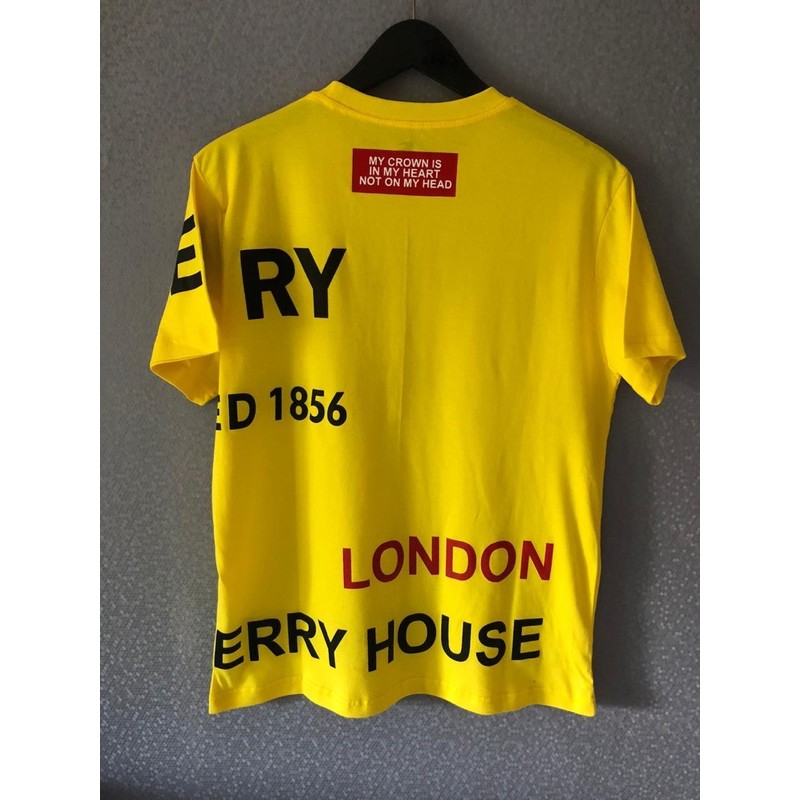 MY CROWN IS
IN MY HEART
NOT ON MY HEAD
E RY
ED 1856
LONDON
ERRY HOUSE